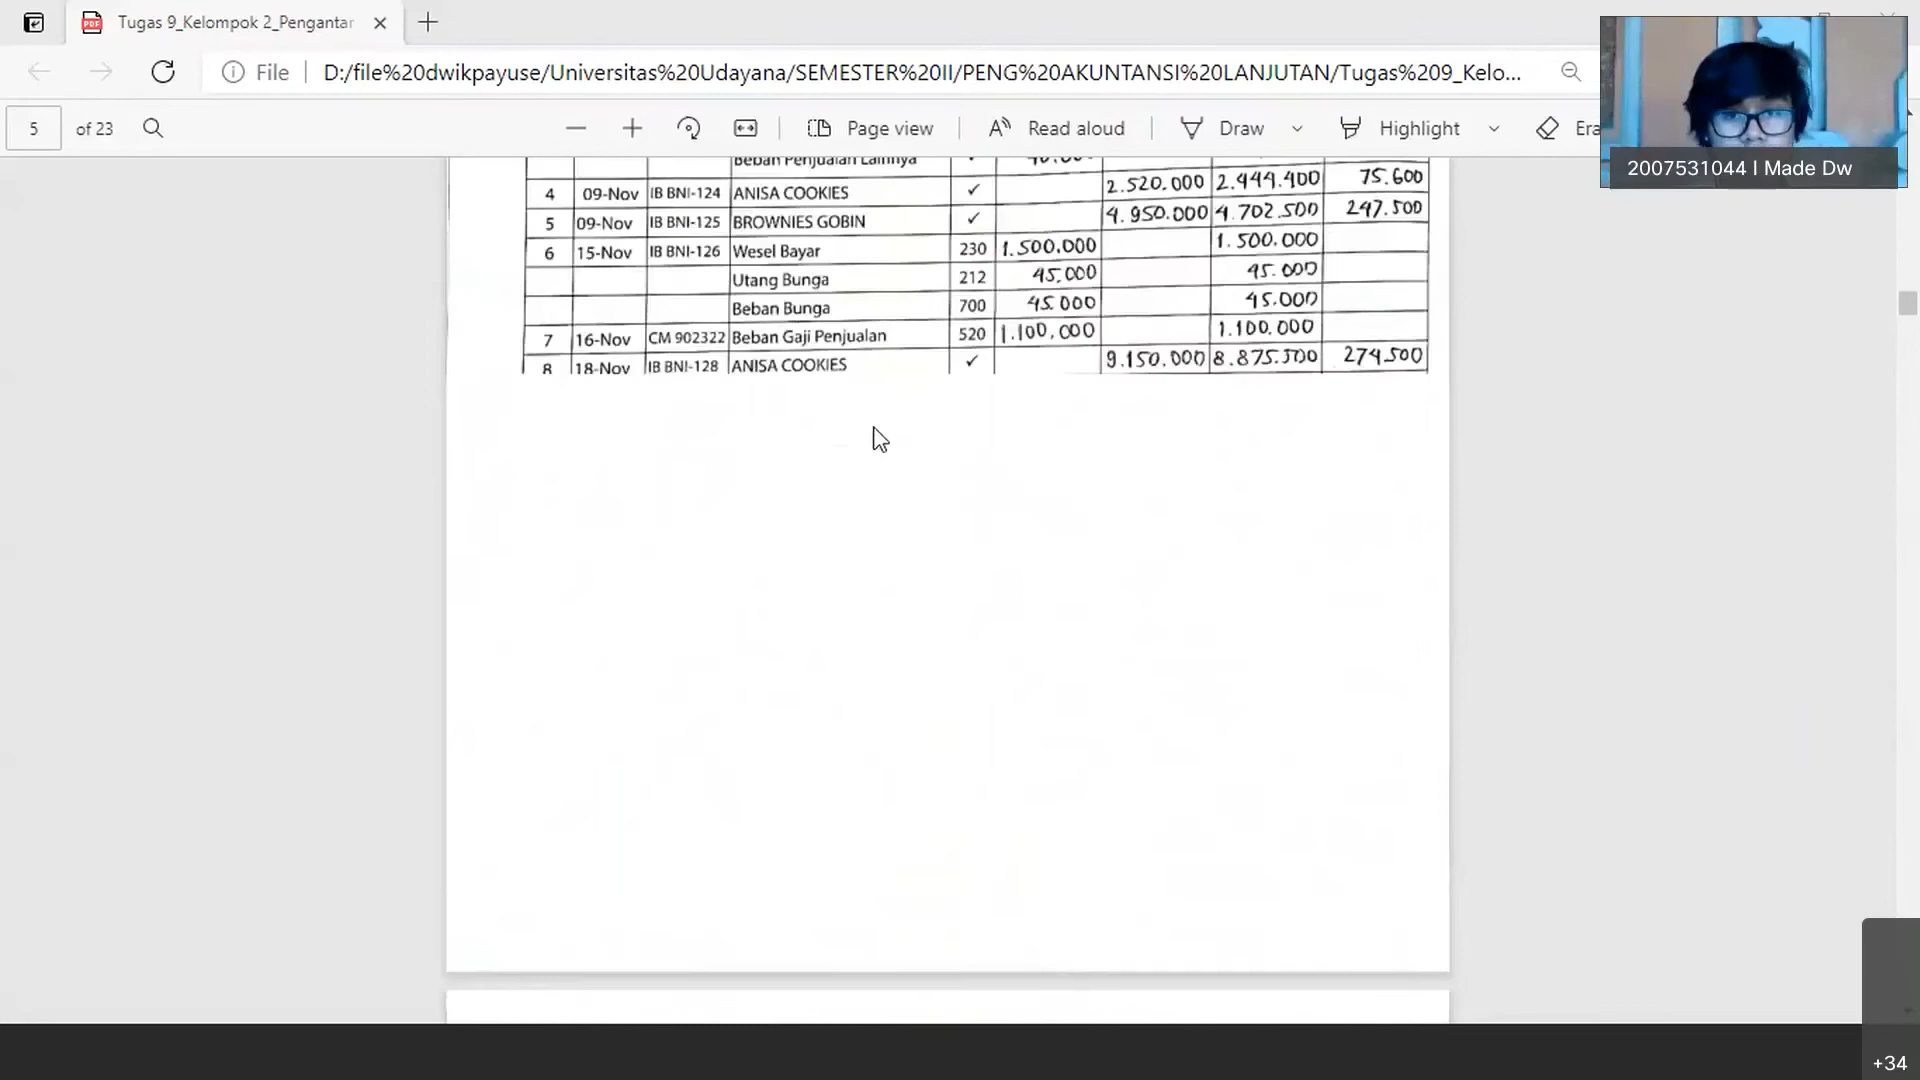 Tugas 9_Kelompok 2_Pengantar
File D:/file%20dwikpayuse/Universitas%20Udayana/SEMESTER%20II/PENG%20AKUNTANSI%20LANJUTAN/Tugas%209_Kelo...
5 of 23 Page view Read aloud Draw Highlight Era
2007531044 I Made Dw
Beban Penjualan Lainnya ✓
4 09-Nov IB BNI-124 ANISA COOKIES ✓ 2.520.000 2.444.400 75.600
5 09-Nov IB BNI-125 BROWNIES GOBIN ✓ 4.950.000 4.702.500 247.500
6 15-Nov IB BNI-126 Wesel Bayar 230 1.500.000 1.500.000
Utang Bunga 212 45.000 45.000
Beban Bunga 700 45.000 45.000
7 16-Nov CM 902322 Beban Gaji Penjualan 520 1.100.000 1.100.000
8 18-Nov IB BNI-128 ANISA COOKIES ✓ 9.150.000 8.875.500 274.500
+34